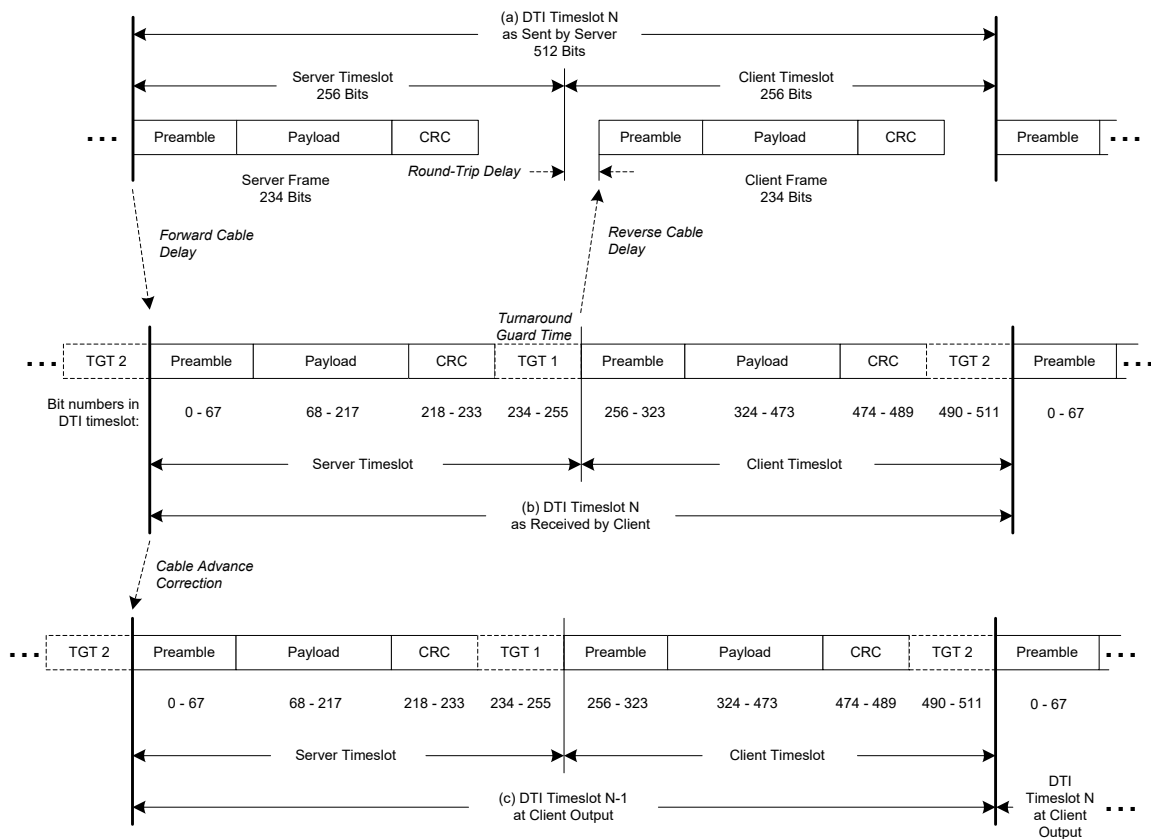 (a) DTI Timeslot N
as Sent by Server
512 Bits
Server Timeslot
256 Bits
Client Timeslot
256 Bits
... Preamble Payload CRC Preamble Payload CRC Preamble ...
Round-Trip Delay
Server Frame
234 Bits
Client Frame
234 Bits
Forward Cable
Delay
Reverse Cable
Delay
Turnaround
Guard Time
... TGT 2 Preamble Payload CRC TGT 1 Preamble Payload CRC TGT 2 Preamble ...
Bit numbers in
DTI timeslot:
0 - 67 68 - 217 218 - 233 234 - 255 256 - 323 324 - 473 474 - 489 490 - 511 0 - 67
Server Timeslot Client Timeslot
(b) DTI Timeslot N
as Received by Client
Cable Advance
Correction
... TGT 2 Preamble Payload CRC TGT 1 Preamble Payload CRC TGT 2 Preamble ...
0 - 67 68 - 217 218 - 233 234 - 255 256 - 323 324 - 473 474 - 489 490 - 511 0 - 67
Server Timeslot Client Timeslot
(c) DTI Timeslot N-1
at Client Output
DTI
Timeslot N
at Client
Output
...